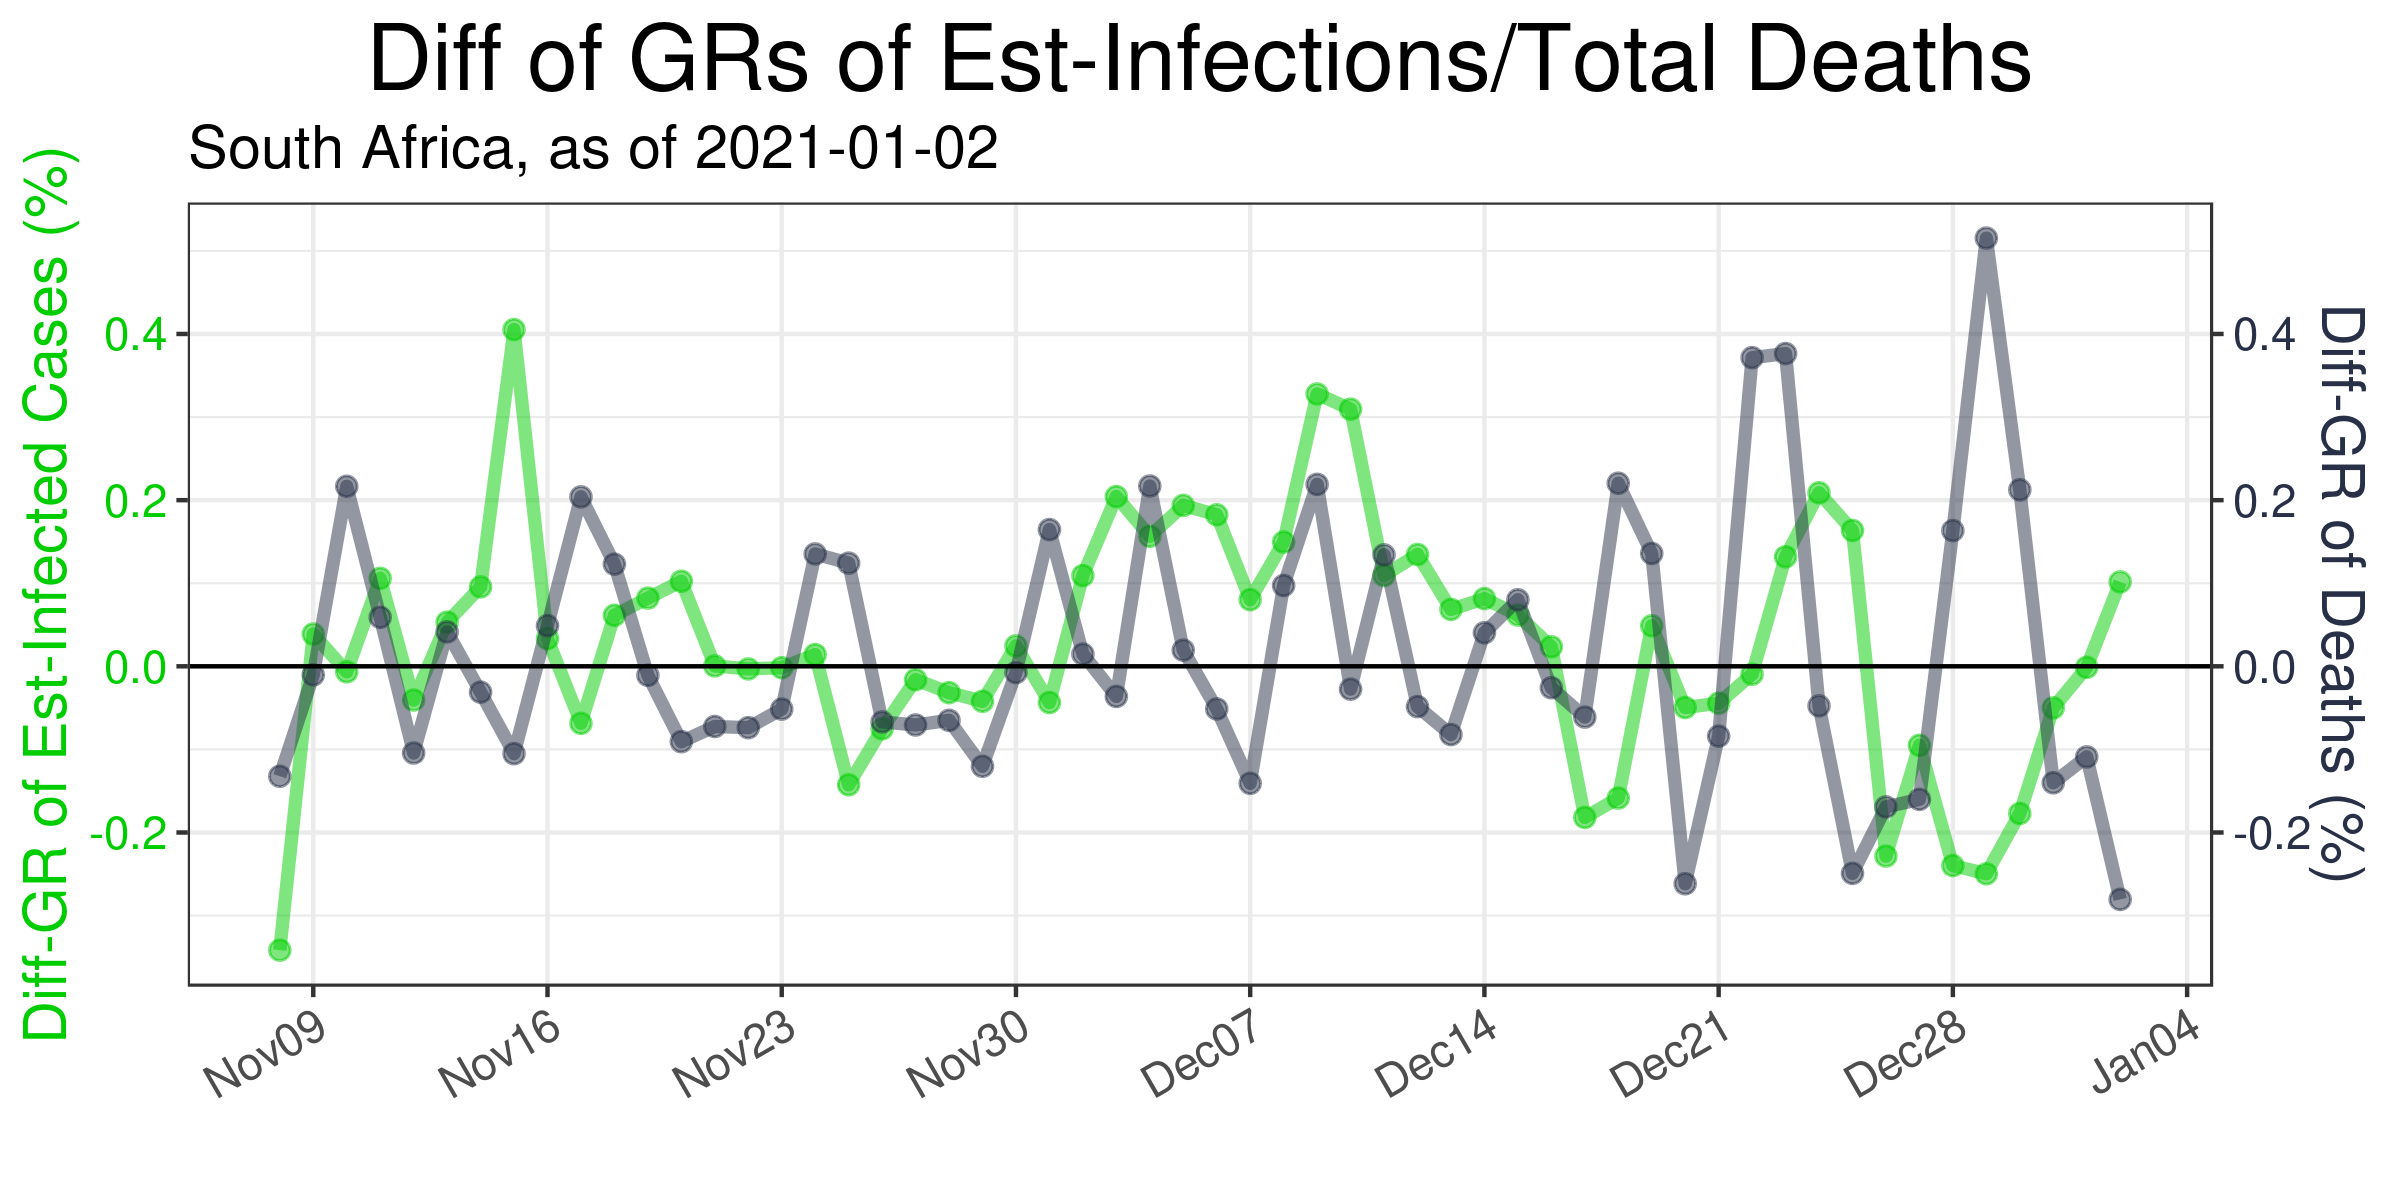 Diff of GRs of Est-Infections/Total Deaths
South Africa, as of 2021-01-02
Diff-GR of Est-Infected Cases (%)
0.4
0.2
0.0
-0.2
0.4
0.2
0.0
-0.2
Diff-GR of Deaths (%)
Nov09
Nov16
Nov23
Nov30
Dec07
Dec14
Dec21
Dec28
Jan04